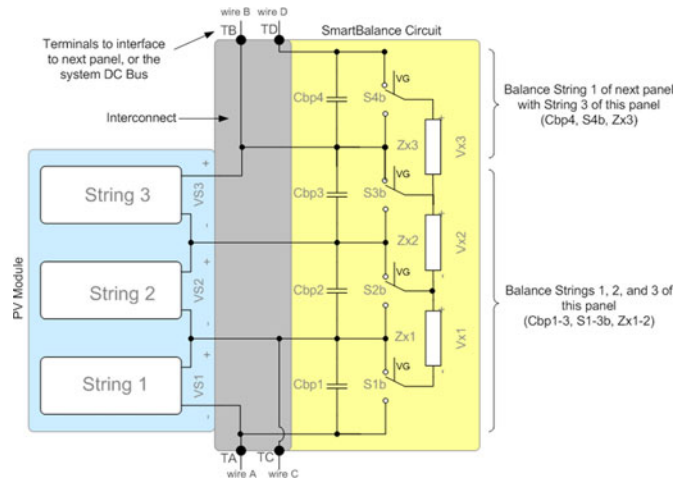 wire B
wire D
TB
TD
SmartBalance Circuit
Terminals to interface
to next panel, or the
system DC Bus
Interconnect
PV Module
String 3
String 2
String 1
+
VS3
-
+
VS2
-
+
VS1
-
Cbp4
S4b
VG
Zx3
+
Vx3
-
Cbp3
S3b
VG
Zx2
+
Vx2
-
Cbp2
S2b
VG
Zx1
+
Vx1
-
Cbp1
S1b
VG
TA
TC
wire A
wire C
Balance String 1 of next panel
with String 3 of this panel
(Cbp4, S4b, Zx3)
Balance Strings 1, 2, and 3 of
this panel
(Cbp1-3, S1-3b, Zx1-2)